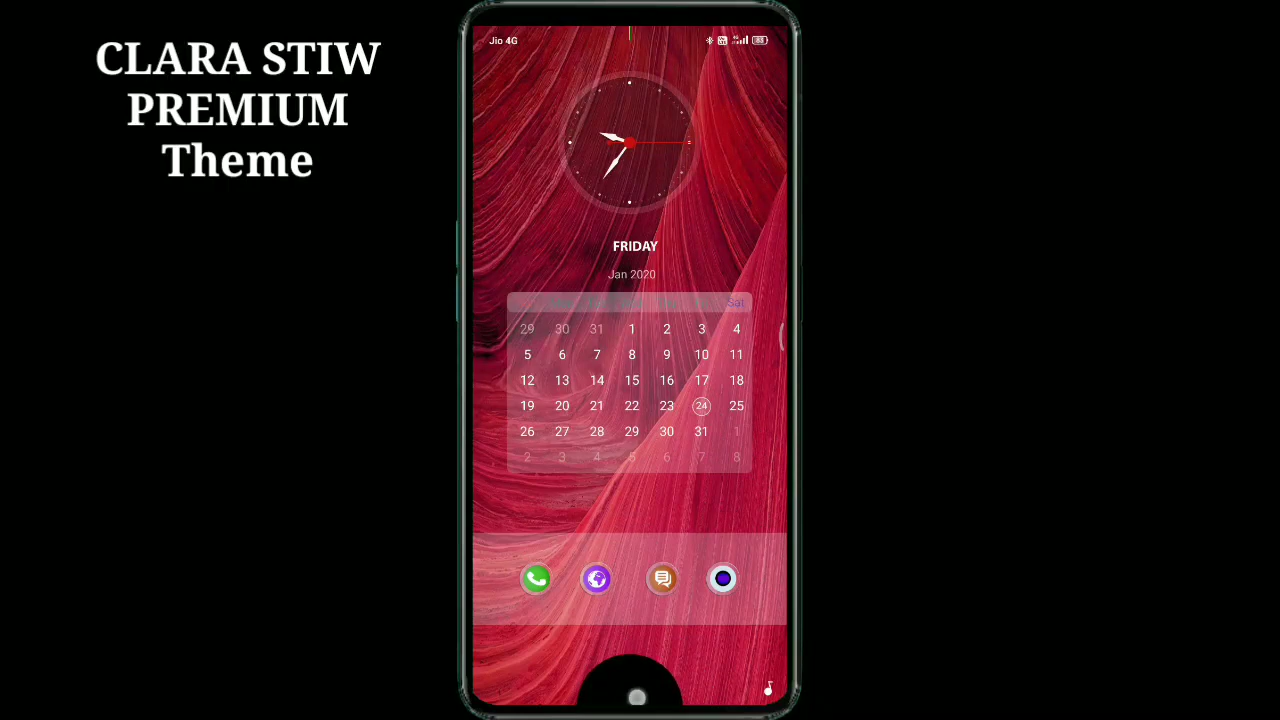 CLARA STIW
PREMIUM
Theme
Jio 4G
4G
83
FRIDAY
Jan 2020
Sat
29 30 31 1 2 3 4
5 6 7 8 9 10 11
12 13 14 15 16 17 18
19 20 21 22 23 24 25
26 27 28 29 30 31 1
2 3 4 5 6 7 8